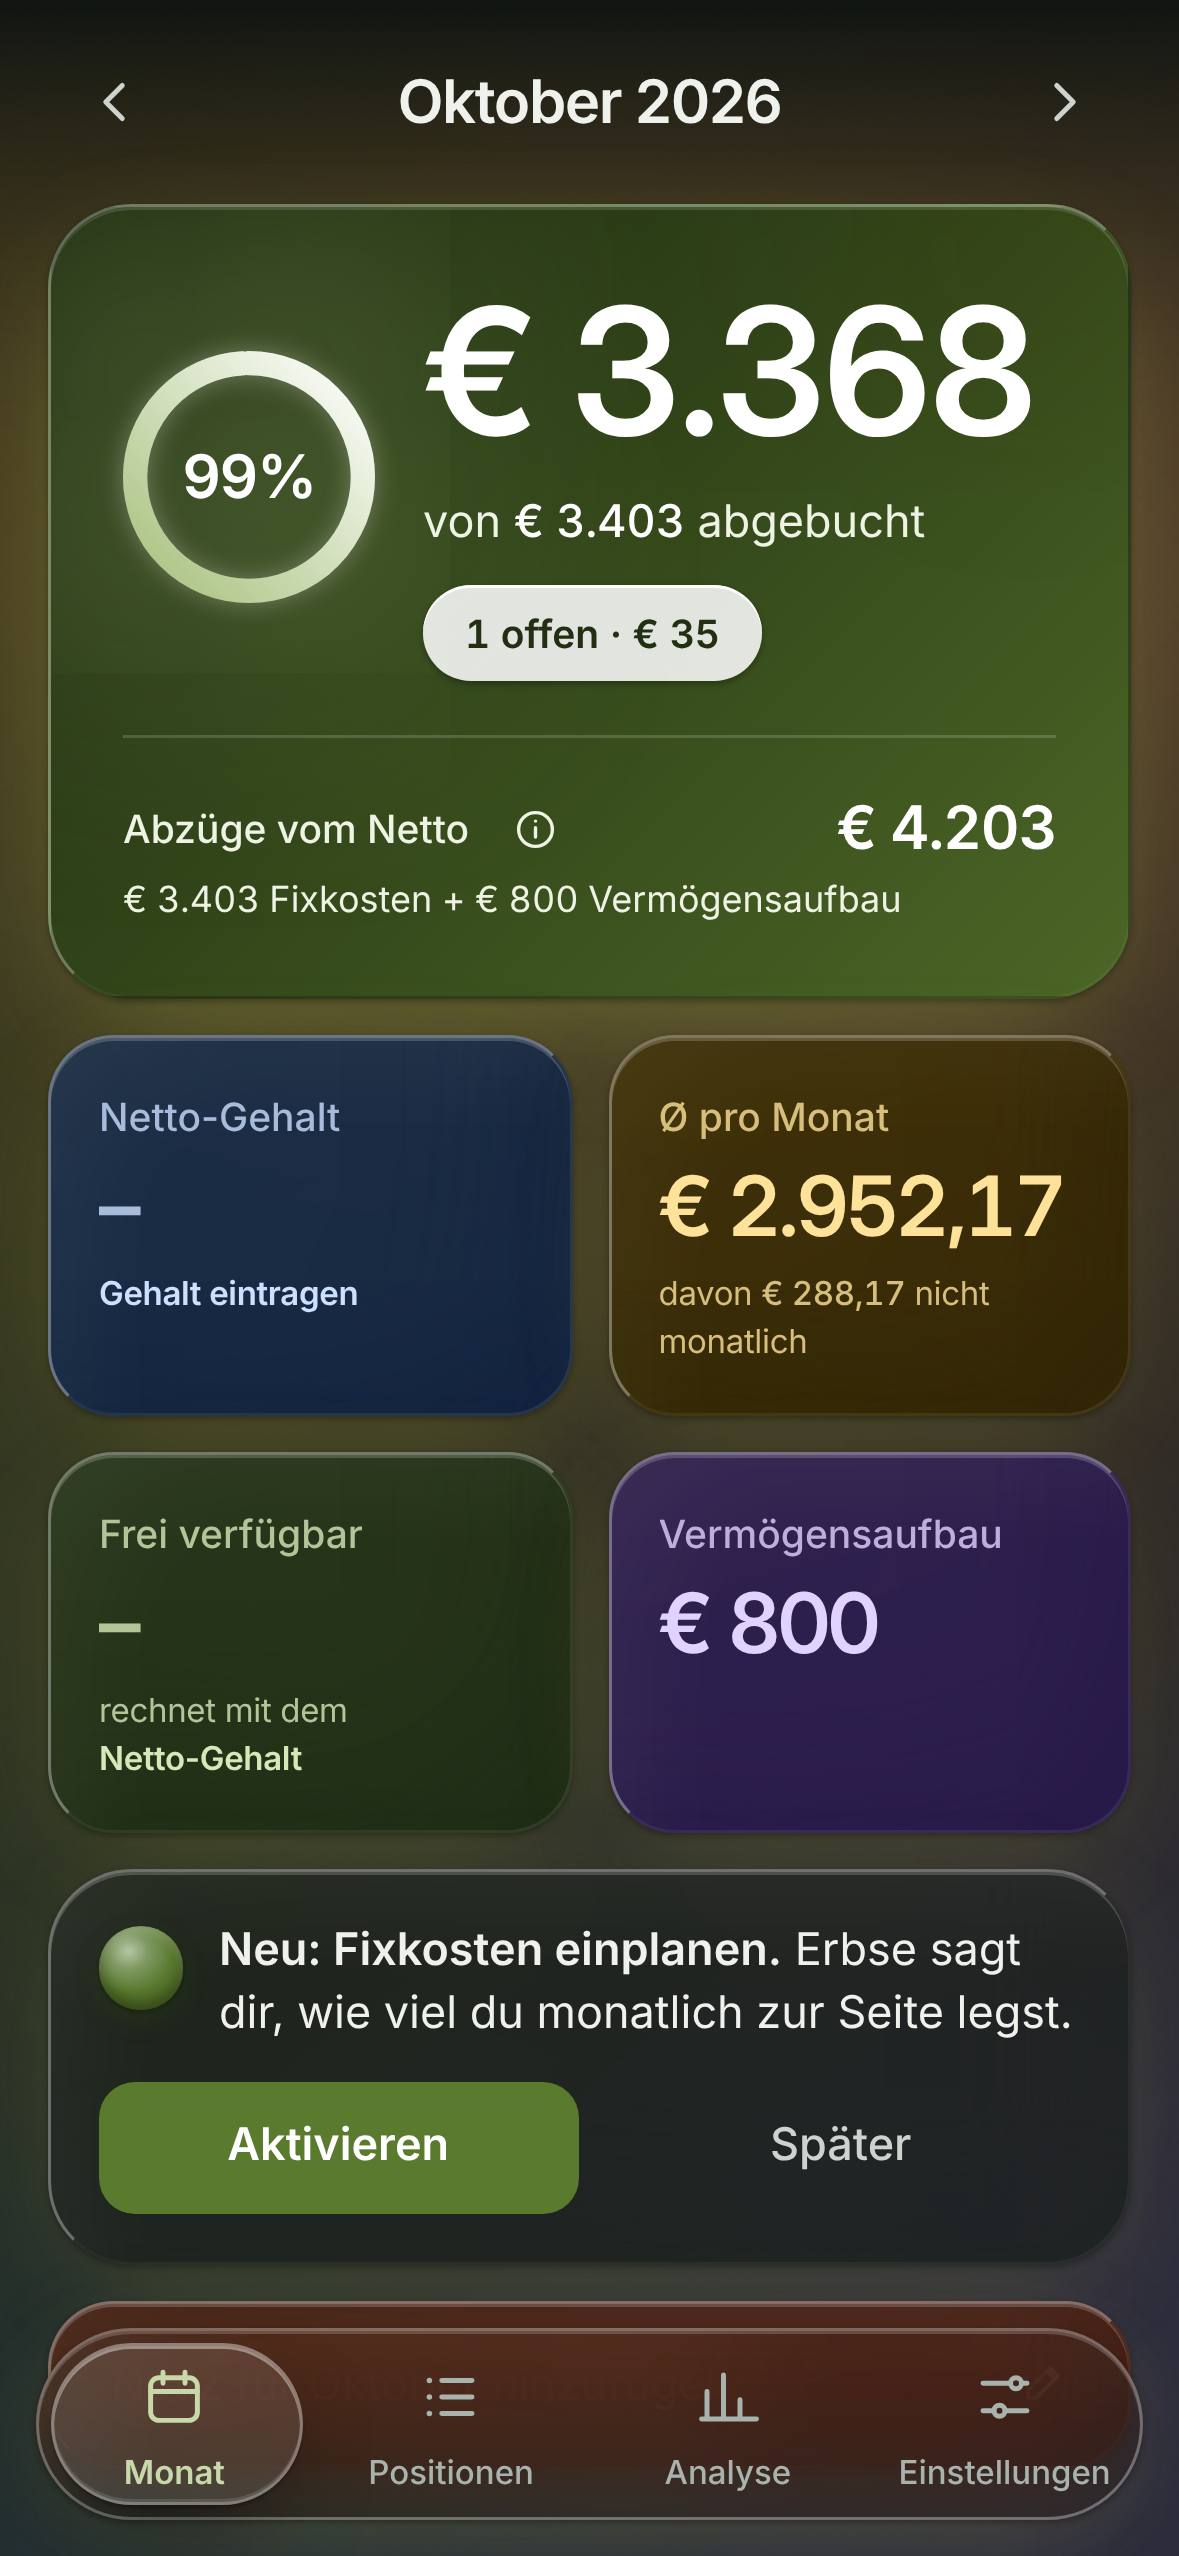 Oktober 2026
€ 3.368
99%
von € 3.403 abgebucht
1 offen · € 35
Abzüge vom Netto
€ 4.203
€ 3.403 Fixkosten + € 800 Vermögensaufbau
Netto-Gehalt
–
Gehalt eintragen
Ø pro Monat
€ 2.952,17
davon € 288,17 nicht
monatlich
Frei verfügbar
–
rechnet mit dem
Netto-Gehalt
Vermögensaufbau
€ 800
Neu: Fixkosten einplanen. Erbse sagt
dir, wie viel du monatlich zur Seite legst.
Aktivieren
Später
Monat
Positionen
Analyse
Einstellungen